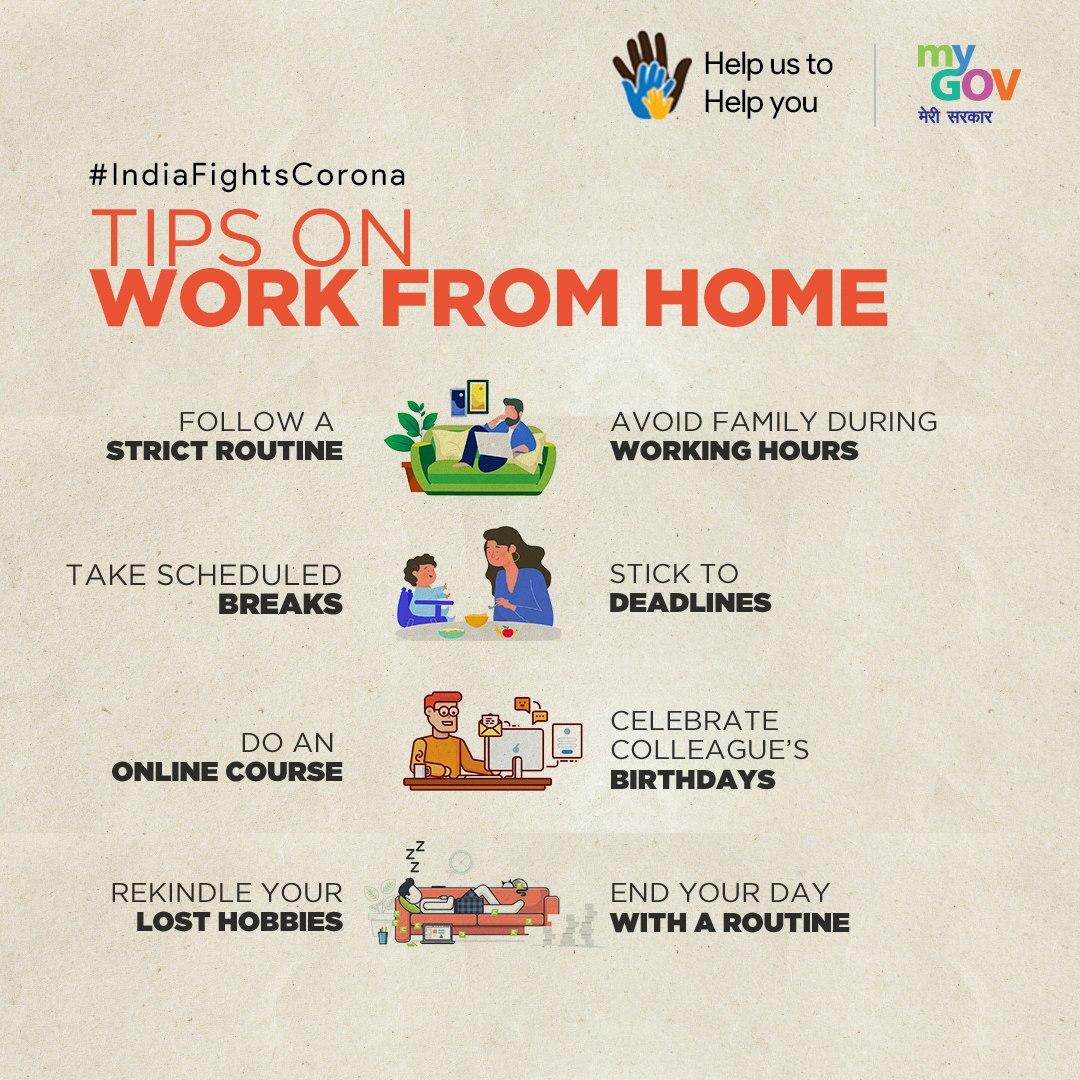 Help us to
Help you
my
GOV
मेरी सरकार
#IndiaFightsCorona
TIPS ON
WORK FROM HOME
FOLLOW A
STRICT ROUTINE
AVOID FAMILY DURING
WORKING HOURS
TAKE SCHEDULED
BREAKS
STICK TO
DEADLINES
DO AN
ONLINE COURSE
CELEBRATE
COLLEAGUE'S
BIRTHDAYS
zZ
Z
REKINDLE YOUR
LOST HOBBIES
END YOUR DAY
WITH A ROUTINE